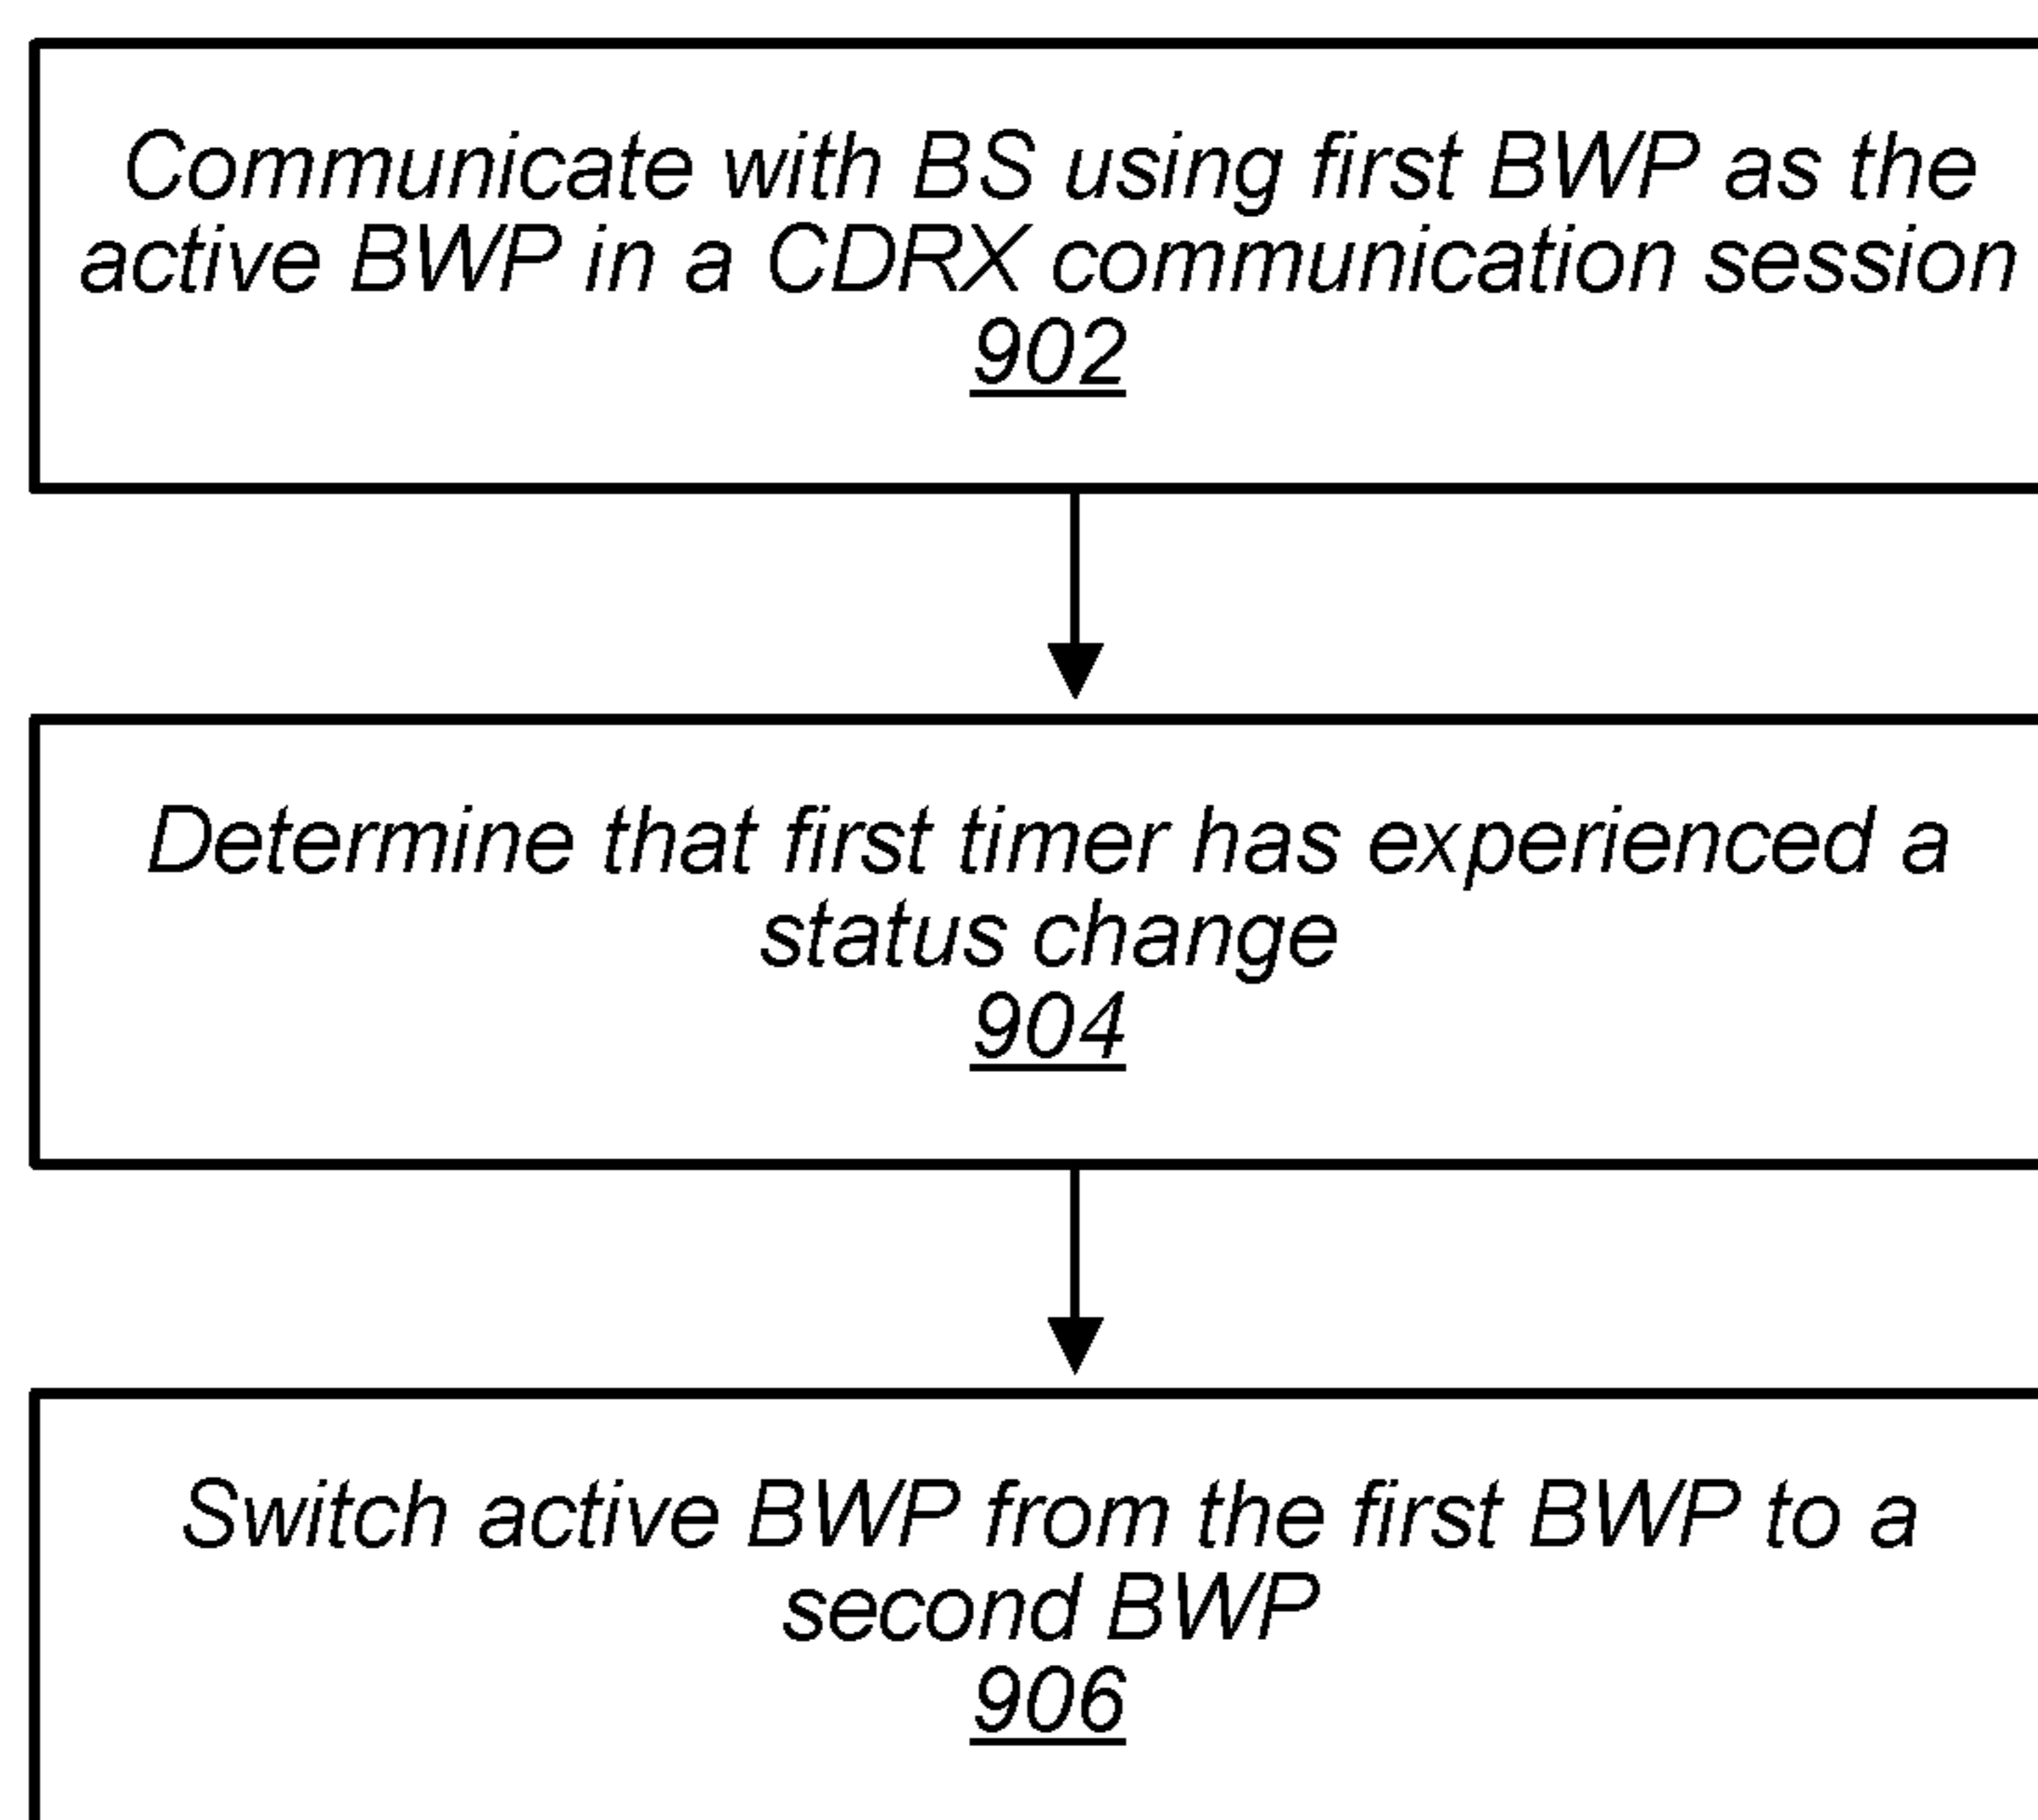 Communicate with BS using first BWP as the
active BWP in a CDRX communication session
902
Determine that first timer has experienced a
status change
904
Switch active BWP from the first BWP to a
second BWP
906